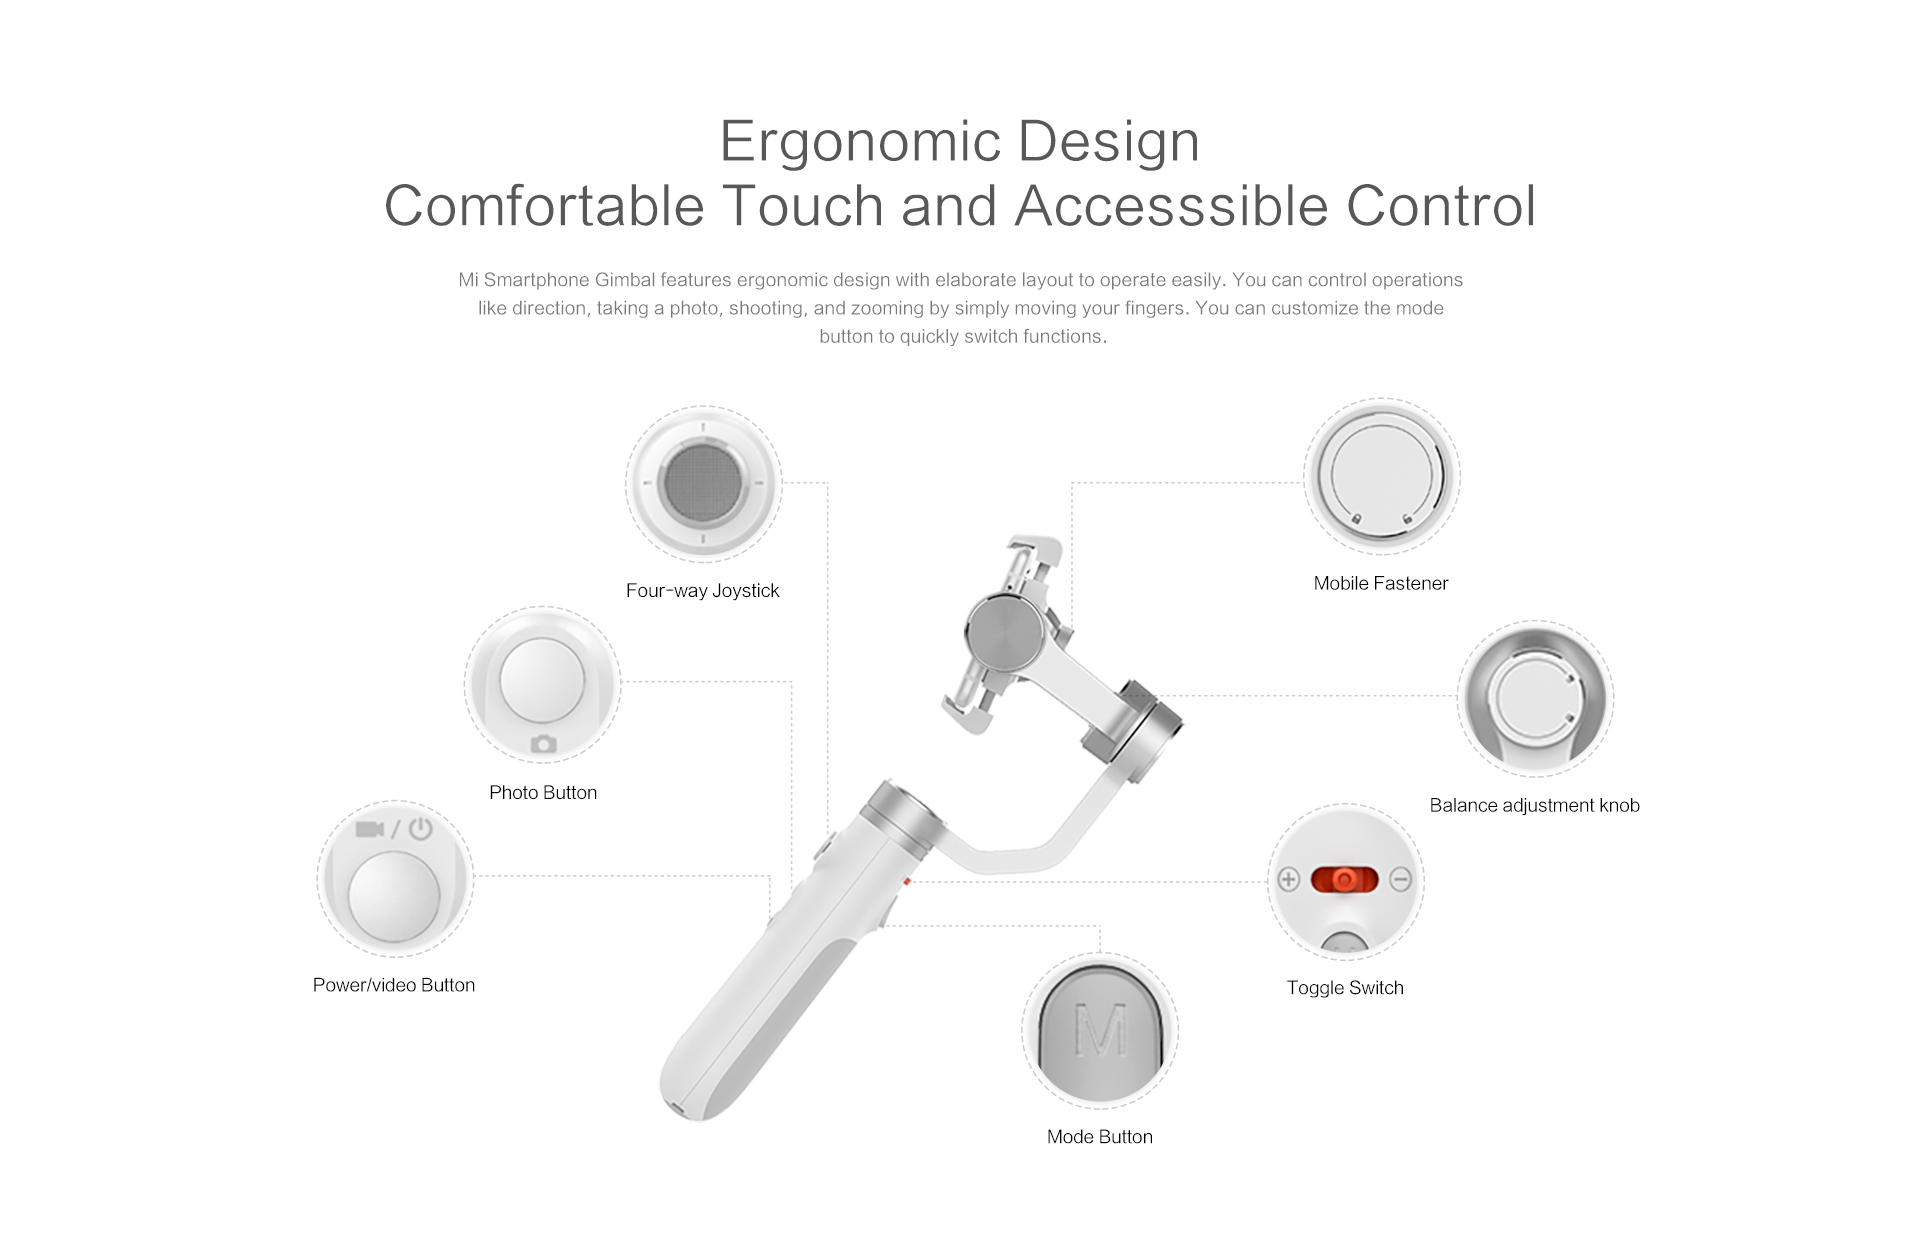 Ergonomic Design
Comfortable Touch and Accesssible Control
Mi Smartphone Gimbal features ergonomic design with elaborate layout to operate easily. You can control operations
like direction, taking a photo, shooting, and zooming by simply moving your fingers. You can customize the mode
button to quickly switch functions.
Four-way Joystick
Mobile Fastener
Photo Button
Balance adjustment knob
Power/video Button
Toggle Switch
M
Mode Button